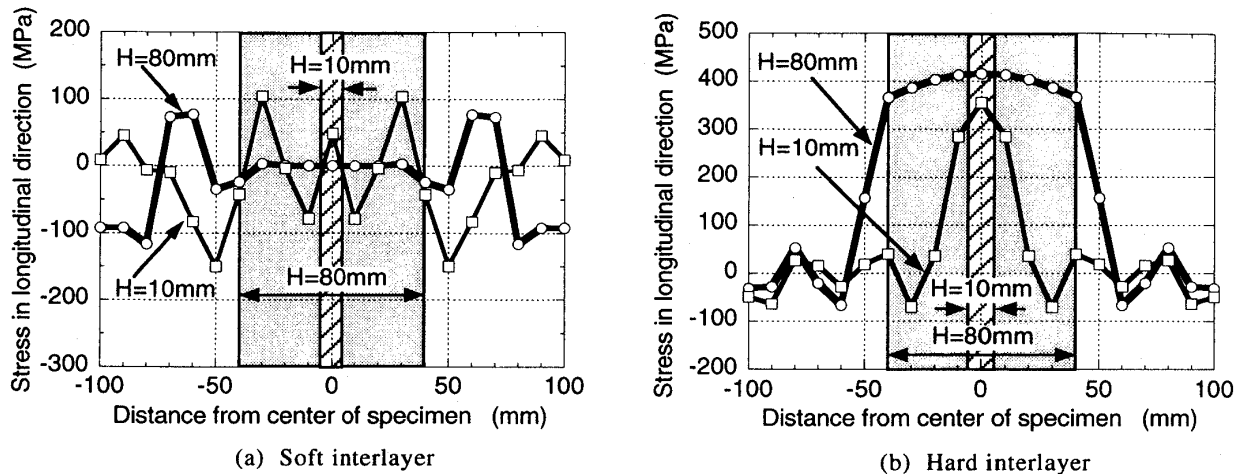 Stress in longitudinal direction (MPa)
200
100
0
-100
-200
-300
H=80mm
H=10mm
H=10mm
H=80mm
-100
-50
0
50
100
Distance from center of specimen (mm)
(a) Soft interlayer
Stress in longitudinal direction (MPa)
500
400
300
200
100
0
-100
-200
H=80mm
H=10mm
H=10mm
H=80mm
-100
-50
0
50
100
Distance from center of specimen (mm)
(b) Hard interlayer